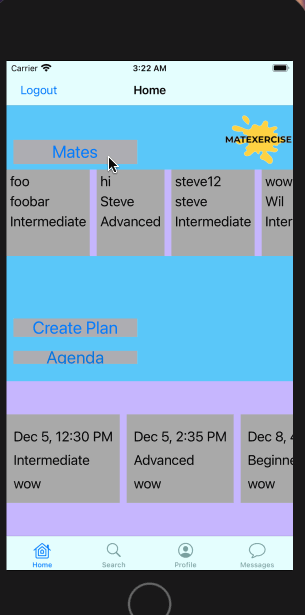 Carrier 3:22 AM
Logout Home
MATEXERCISE
Mates
foo hi steve12 wow
foobar Steve steve Wil
Intermediate Advanced Intermediate Inter
Create Plan
Agenda
Dec 5, 12:30 PM Dec 5, 2:35 PM Dec 8, 4
Intermediate Advanced Beginne
wow wow wow
Home Search Profile Messages